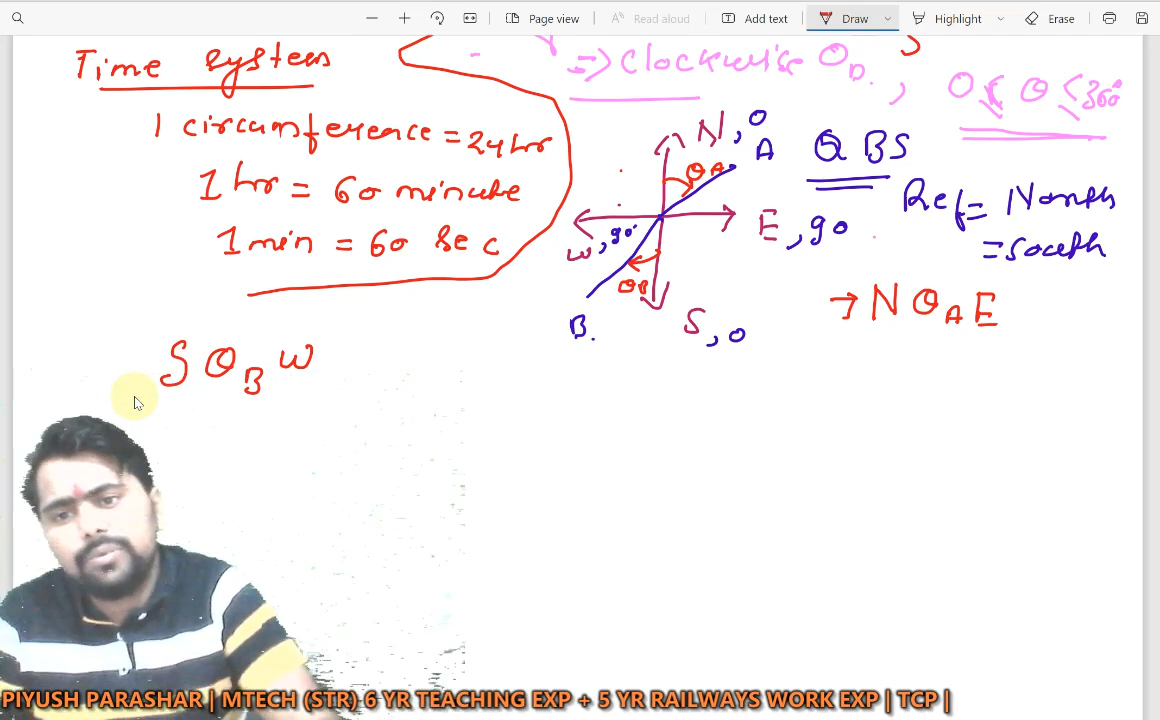 Page view
Read aloud
Add text
Draw
Highlight
Erase
Time system
=> Clockwise
1 circumference = 24 hr
1 hr = 60 minute
1 min = 60 sec
N, 0
A
θA
E, 90
W, 90°
θB
B.
S, 0
θ < 360°
QBS
Ref = North
= South
→ N θA E
S θB W
PIYUSH PARASHAR | MTECH (STR) 6 YR TEACHING EXP + 5 YR RAILWAYS WORK EXP | TCP |